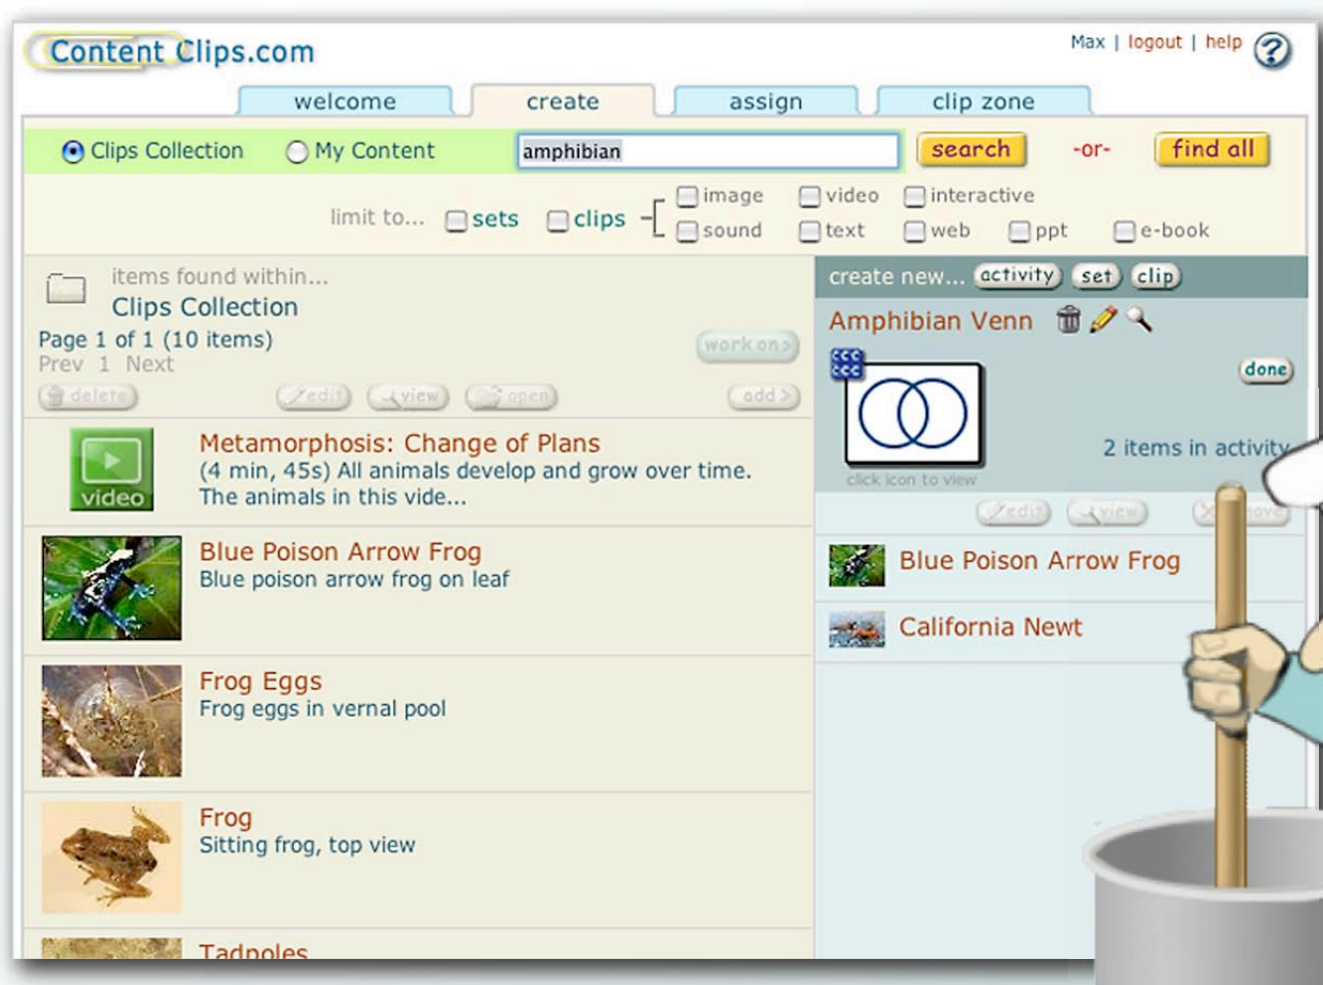 Content Clips.com
Max | logout | help ?
welcome create assign clip zone
Clips Collection My Content amphibian search -or- find all
limit to... sets clips image video interactive
sound text web ppt e-book
items found within...
Clips Collection
Page 1 of 1 (10 items)
Prev 1 Next
work on >
delete edit view open add >
video
Metamorphosis: Change of Plans
(4 min, 45s) All animals develop and grow over time.
The animals in this vide...
Blue Poison Arrow Frog
Blue poison arrow frog on leaf
Frog Eggs
Frog eggs in vernal pool
Frog
Sitting frog, top view
Tadpoles
create new... activity set clip
Amphibian Venn
CCC
CCC
done
2 items in activity
click icon to view
edit view
Blue Poison Arrow Frog
California Newt